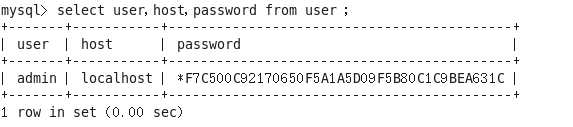 mysql> select user,host,password from user ;
+-------+-----------+-------------------------------------------+
| user  | host      | password                                  |
+-------+-----------+-------------------------------------------+
| admin | localhost | *F7C500C92170650F5A1A5D09F5B80C1C9BEA631C |
+-------+-----------+-------------------------------------------+
1 row in set (0.00 sec)